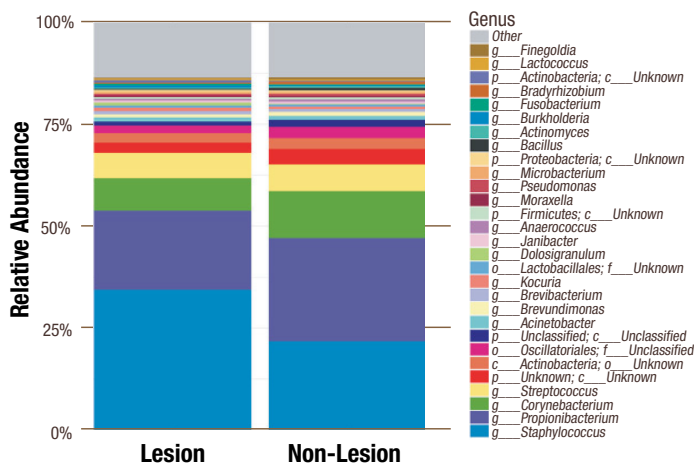 100%
75%
50%
25%
0%
Relative Abundance
Lesion
Non-Lesion
Genus
Other
g___Finegoldia
g___Lactococcus
p___Actinobacteria; c___Unknown
g___Bradyrhizobium
g___Fusobacterium
g___Burkholderia
g___Actinomyces
g___Bacillus
p___Proteobacteria; c___Unknown
g___Microbacterium
g___Pseudomonas
g___Moraxella
p___Firmicutes; c___Unknown
g___Anaerococcus
g___Janibacter
g___Dolosigranulum
o___Lactobacillales; f___Unknown
g___Kocuria
g___Brevibacterium
g___Brevundimonas
g___Acinetobacter
p___Unclassified; c___Unclassified
o___Oscillatoriales; f___Unclassified
c___Actinobacteria; o___Unknown
p___Unknown; c___Unknown
g___Streptococcus
g___Corynebacterium
g___Propionibacterium
g___Staphylococcus